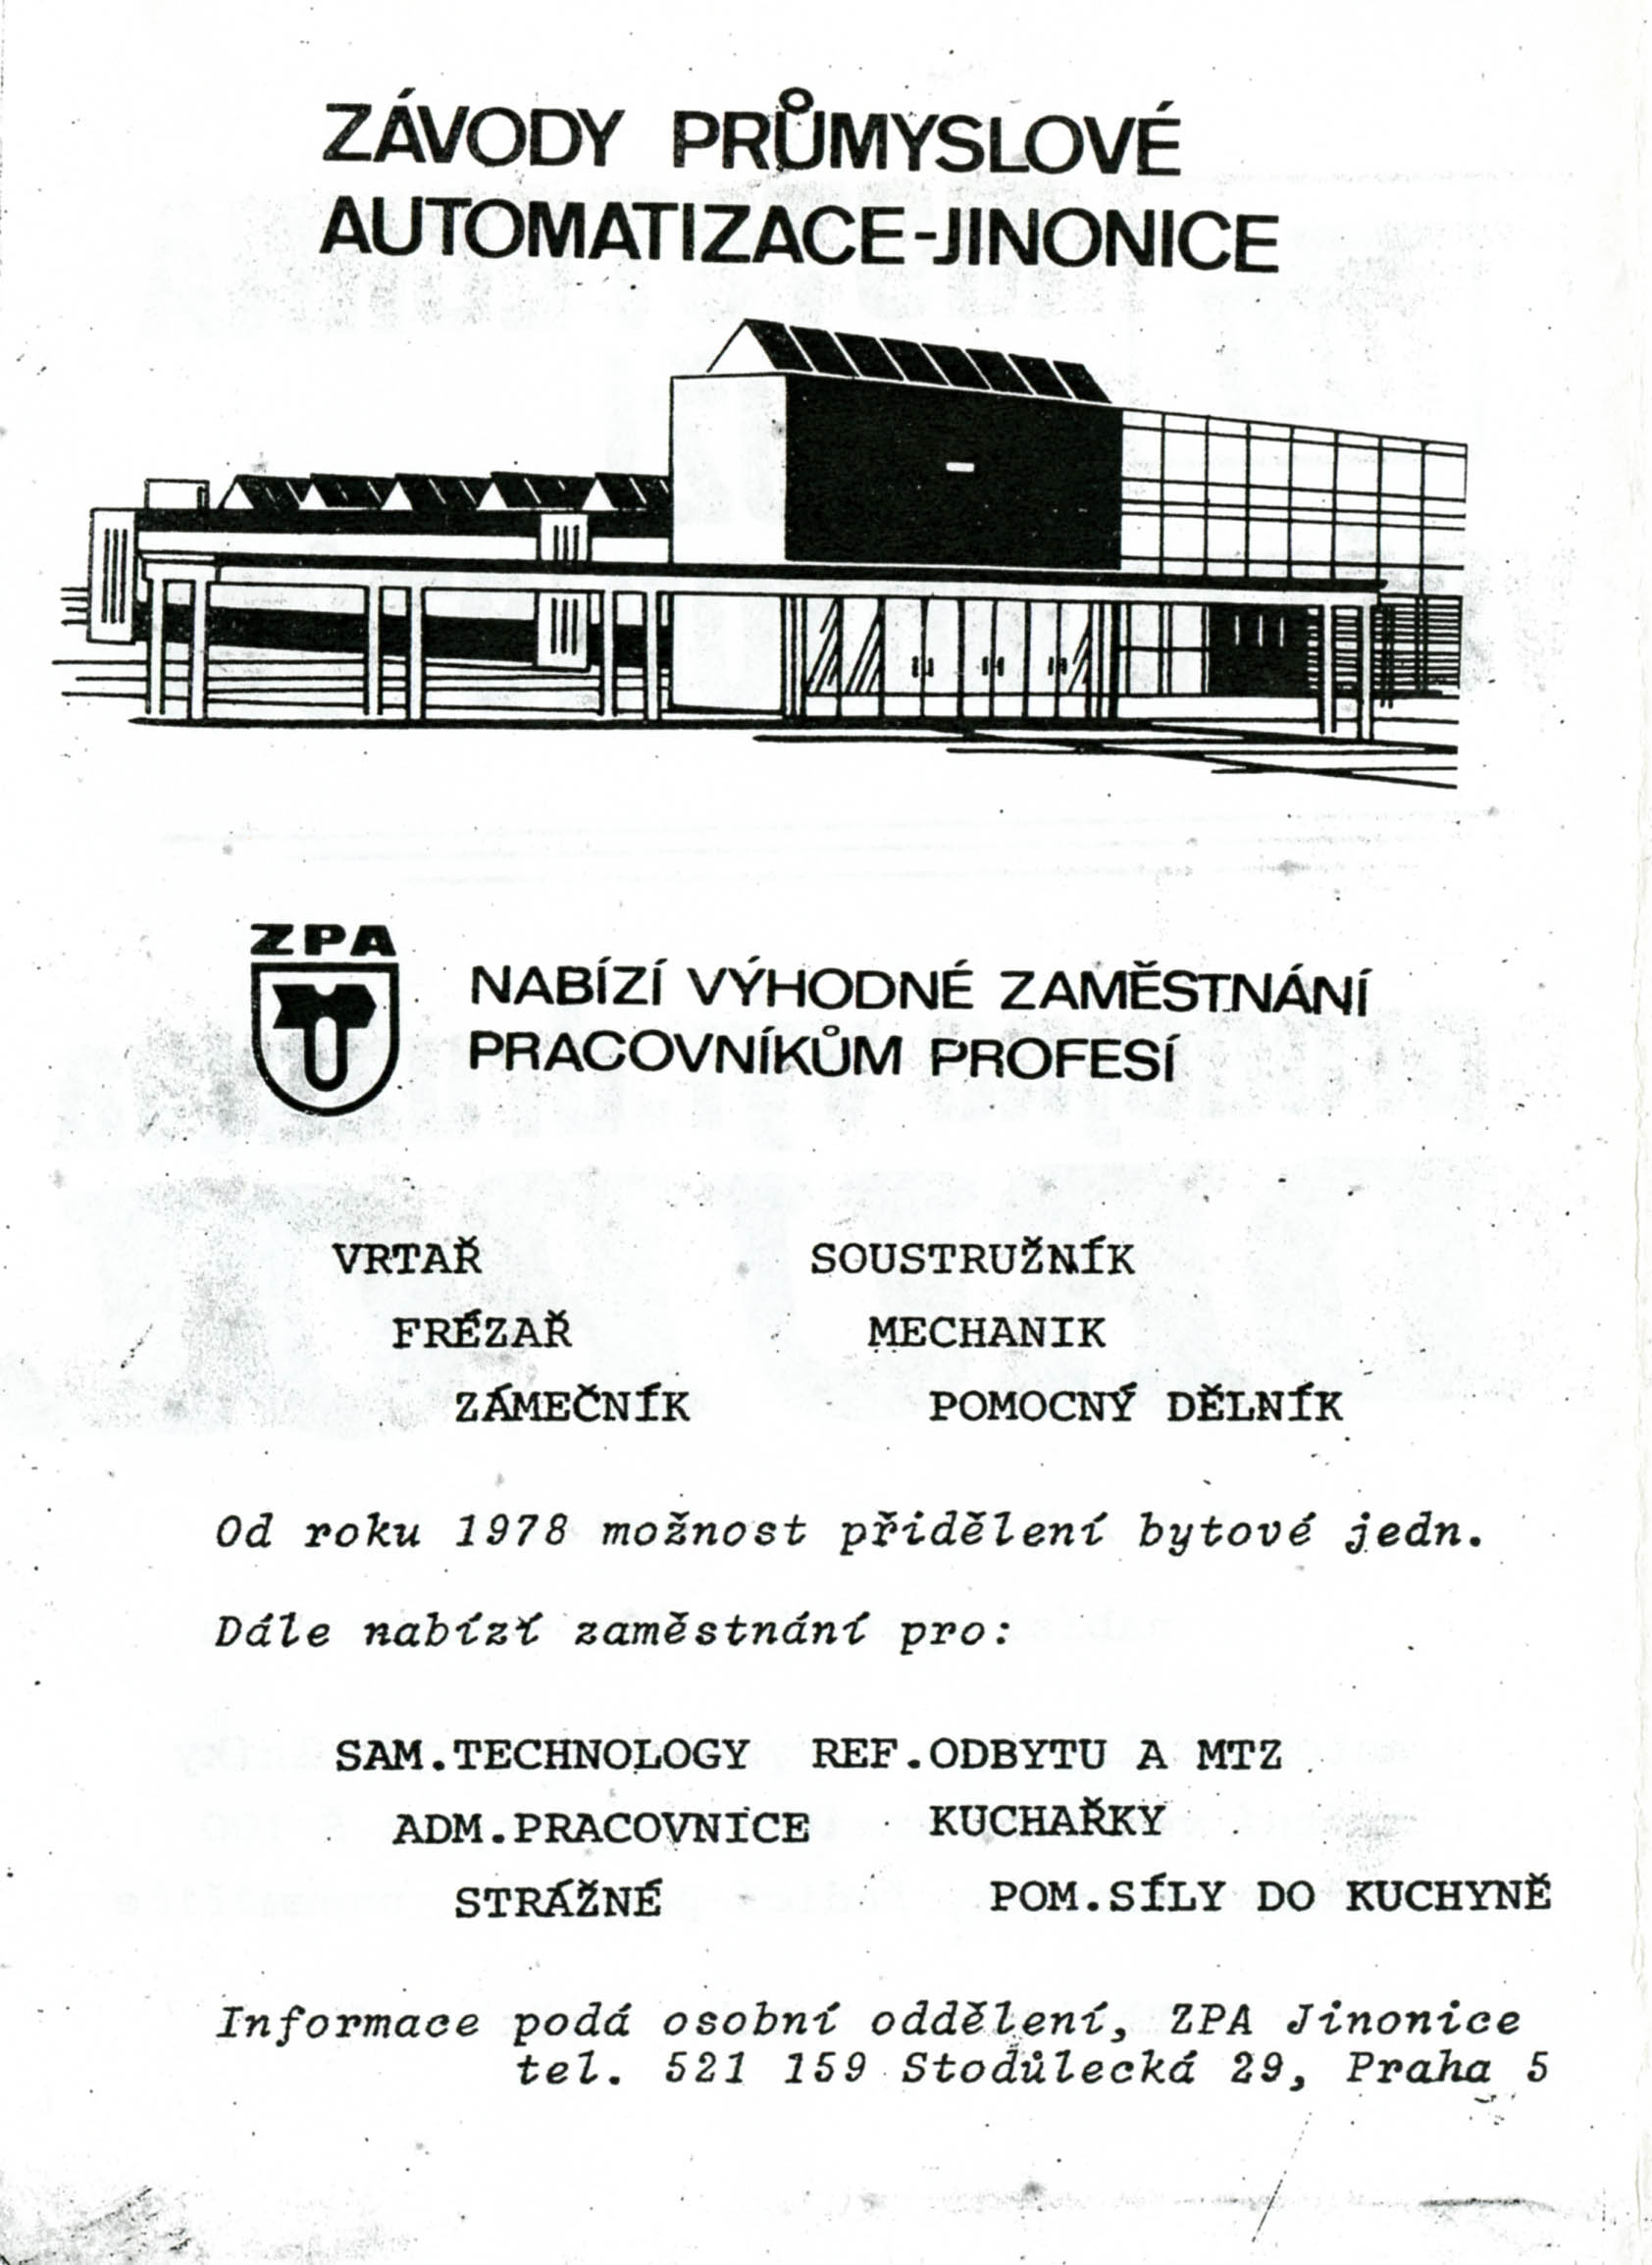 ZÁVODY PRŮMYSLOVÉ
AUTOMATIZACE-JINONICE
ZPA
NABÍZÍ VÝHODNÉ ZAMĚSTNÁNÍ
PRACOVNÍKŮM PROFESÍ
VRTAŘ SOUSTRUŽNÍK
FRÉZAŘ MECHANIK
ZÁMEČNÍK POMOCNÝ DĚLNÍK
Od roku 1978 možnost přidělení bytové jedn.
Dále nabízí zaměstnání pro:
SAM.TECHNOLOGY REF.ODBYTU A MTZ
ADM.PRACOVNICE KUCHAŘKY
STRÁŽNÉ POM.SÍLY DO KUCHYNĚ
Informace podá osobní oddělení, ZPA Jinonice
tel. 521 159 Stodůlecká 29, Praha 5